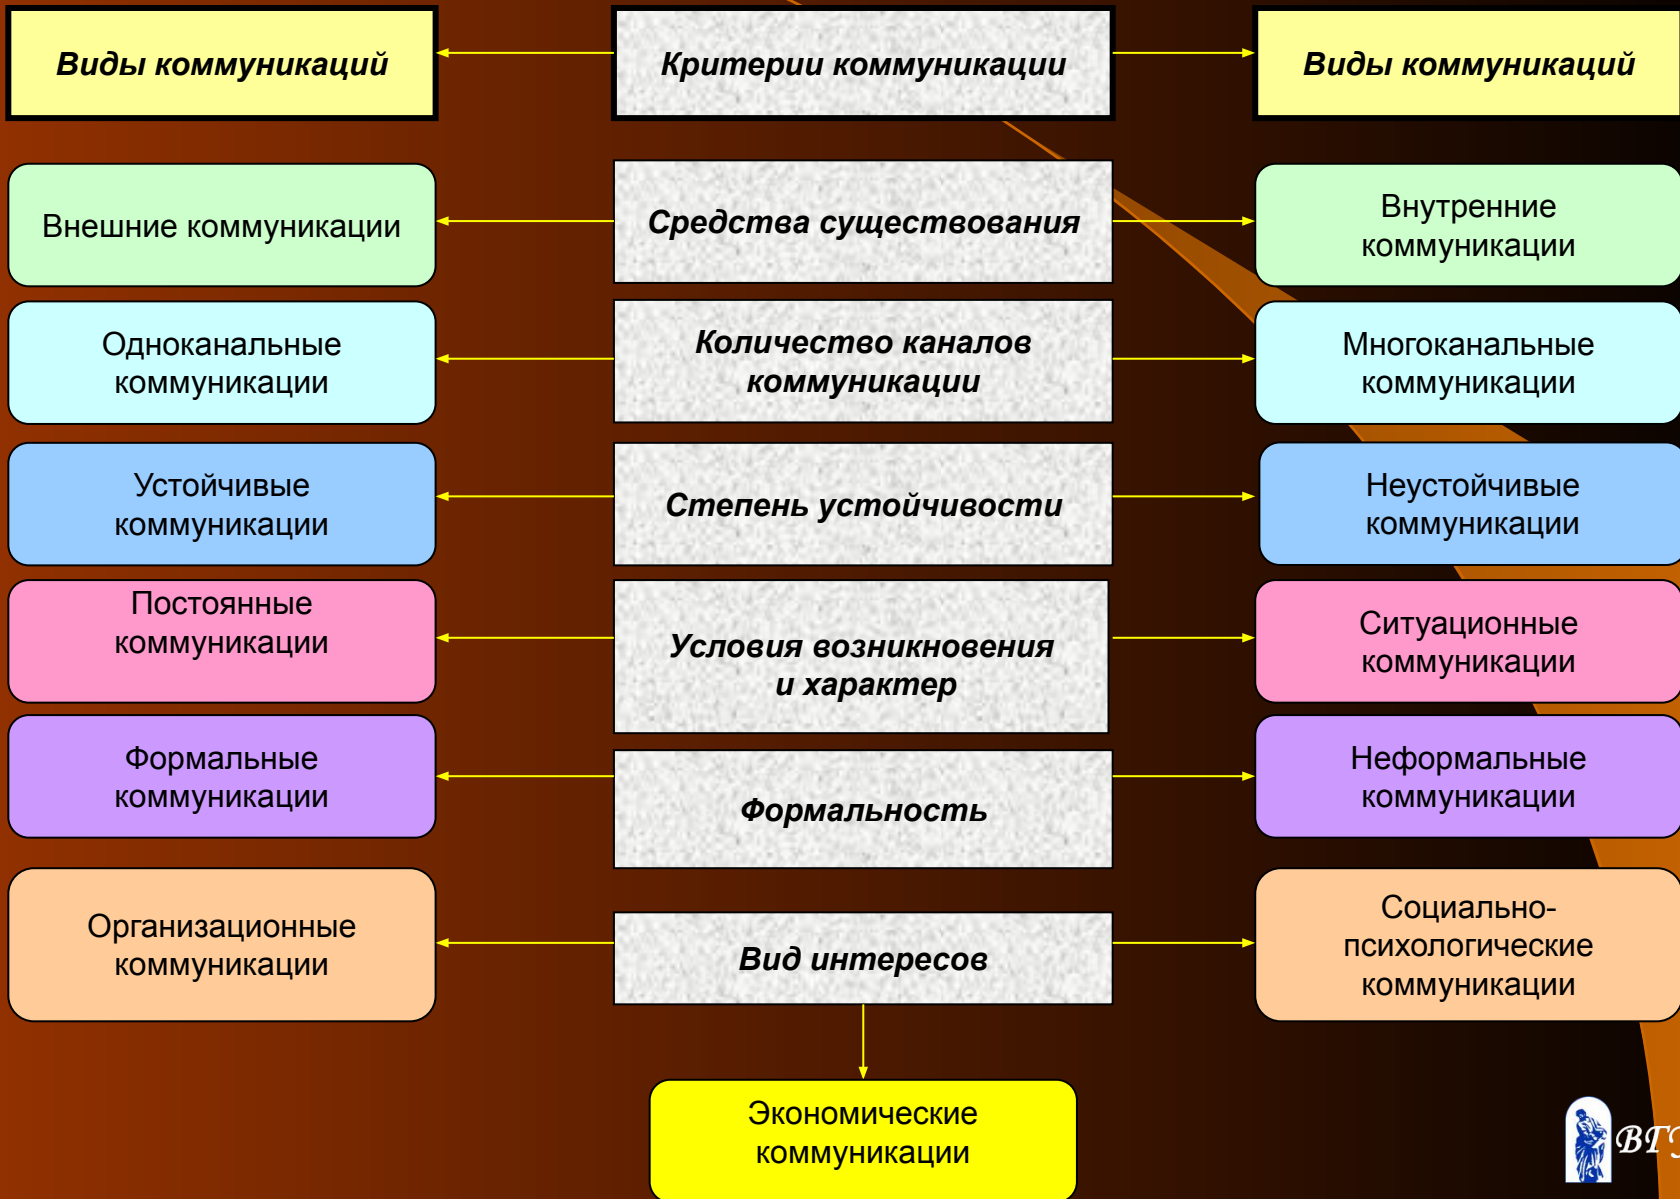 Виды коммуникаций
Критерии коммуникации
Виды коммуникаций
Внешние коммуникации
Средства существования
Внутренние
коммуникации
Одноканальные
коммуникации
Количество каналов
коммуникации
Многоканальные
коммуникации
Устойчивые
коммуникации
Степень устойчивости
Неустойчивые
коммуникации
Постоянные
коммуникации
Условия возникновения
и характер
Ситуационные
коммуникации
Формальные
коммуникации
Формальность
Неформальные
коммуникации
Организационные
коммуникации
Вид интересов
Социально-
психологические
коммуникации
Экономические
коммуникации